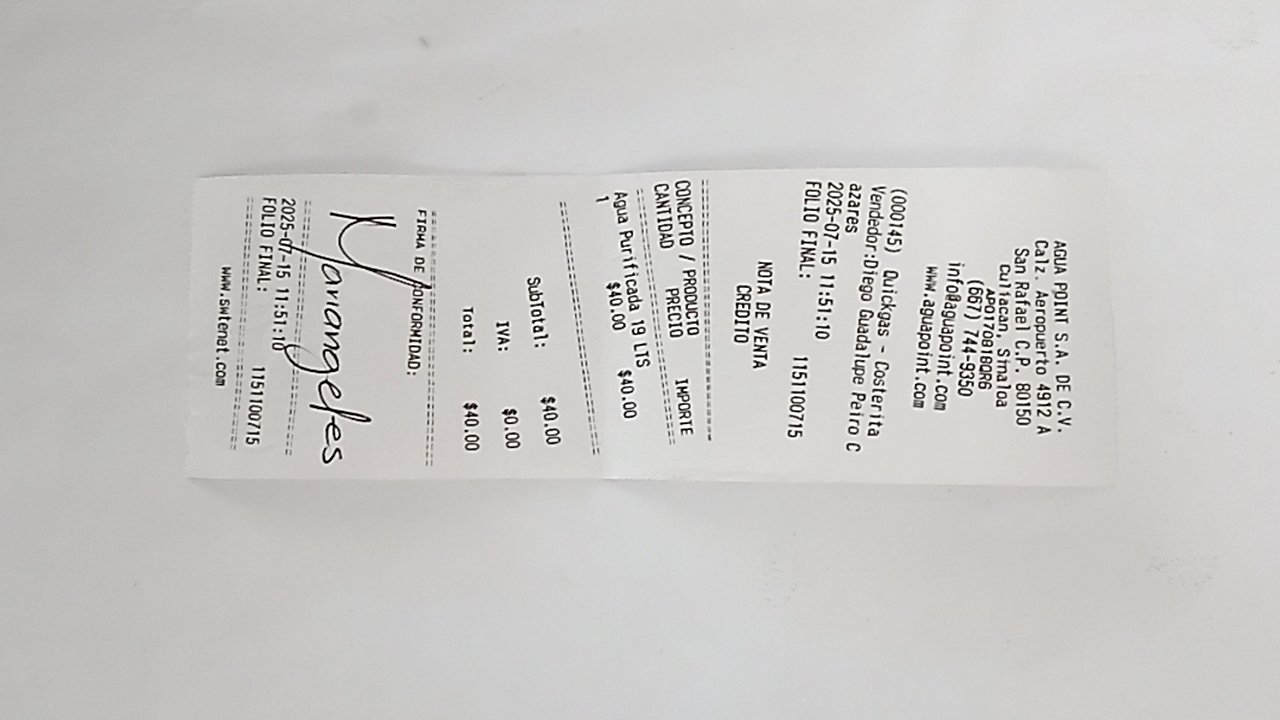 AGUA POINT S.A. DE C.V.
Calz. Aeropuerto 4912 A
San Rafael C.P. 80150
Culiacan, Sinaloa
APO170818QR6
(667) 744-9350
info@aguapoint.com
www.aguapoint.com
(000145) Quickgas - Costerita
Vendedor:Diego Guadalupe Peiro C
azares
2025-07-15 11:51:10
FOLIO FINAL: 1151100715
NOTA DE VENTA
CREDITO
CONCEPTO / PRODUCTO
CANTIDAD PRECIO IMPORTE
Agua Purificada 19 LTS
1 $40.00 $40.00
SubTotal: $40.00
IVA: $0.00
Total: $40.00
FIRMA DE CONFORMIDAD:
Mariangeles
2025-07-15 11:51:10
FOLIO FINAL: 1151100715
www.swtenet.com